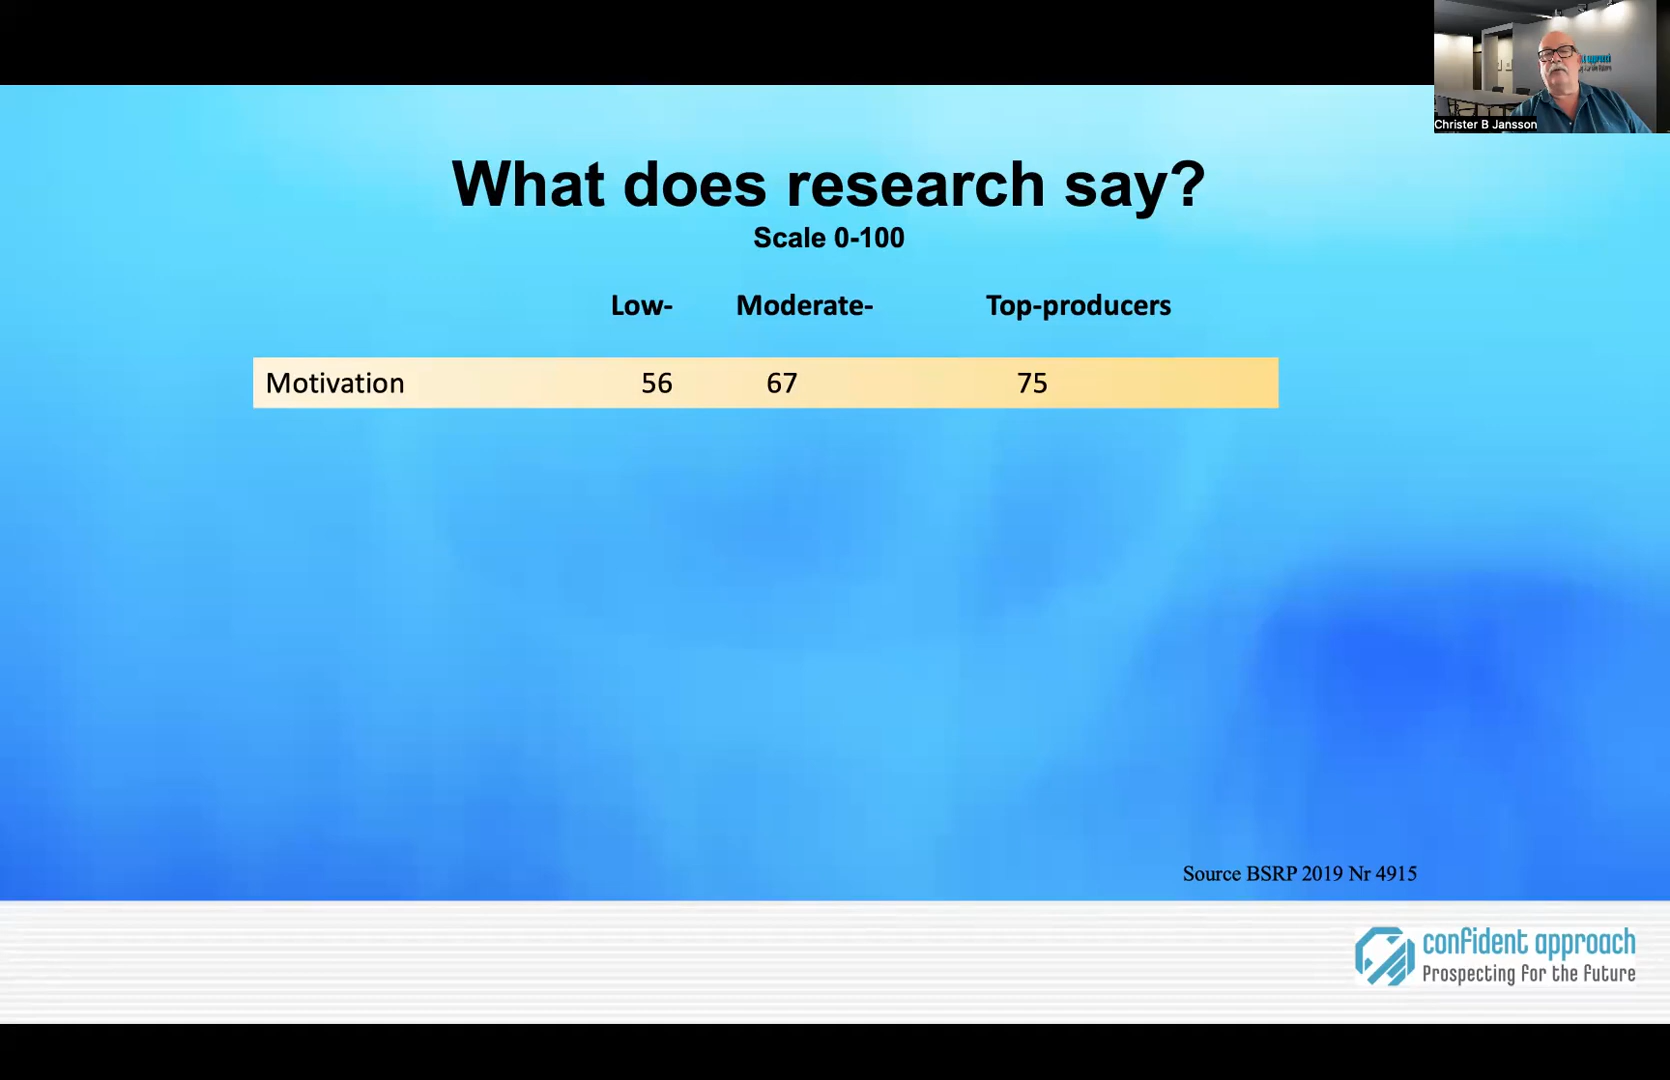 Christer B Jansson
What does research say?
Scale 0-100
Low- Moderate- Top-producers
Motivation 56 67 75
Source BSRP 2019 Nr 4915
confident approach
Prospecting for the future